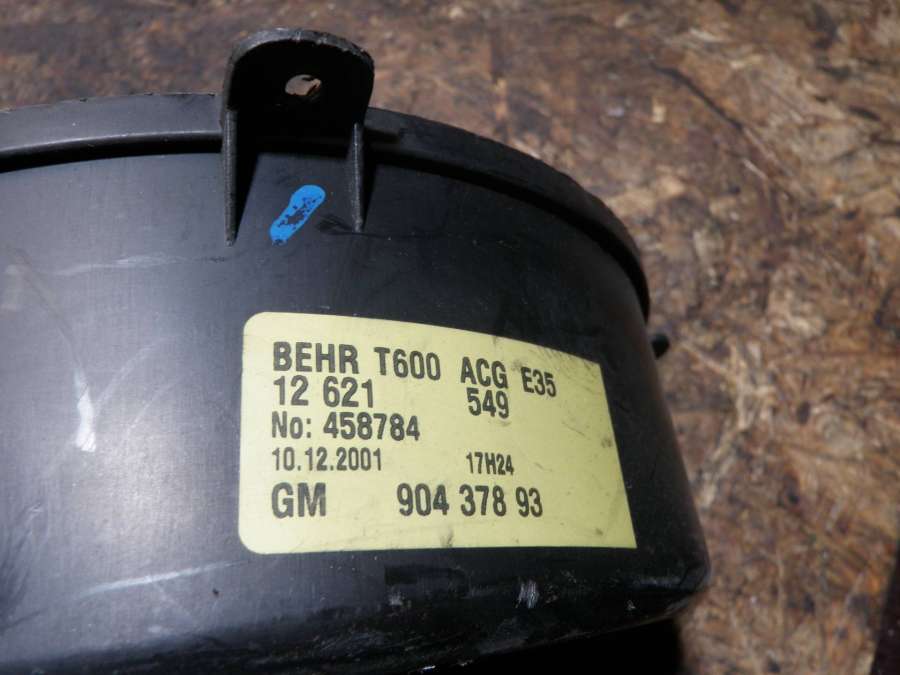 BEHR T600 ACG E35
12 621 549
No: 458784
10.12.2001 17H24
GM 904 378 93